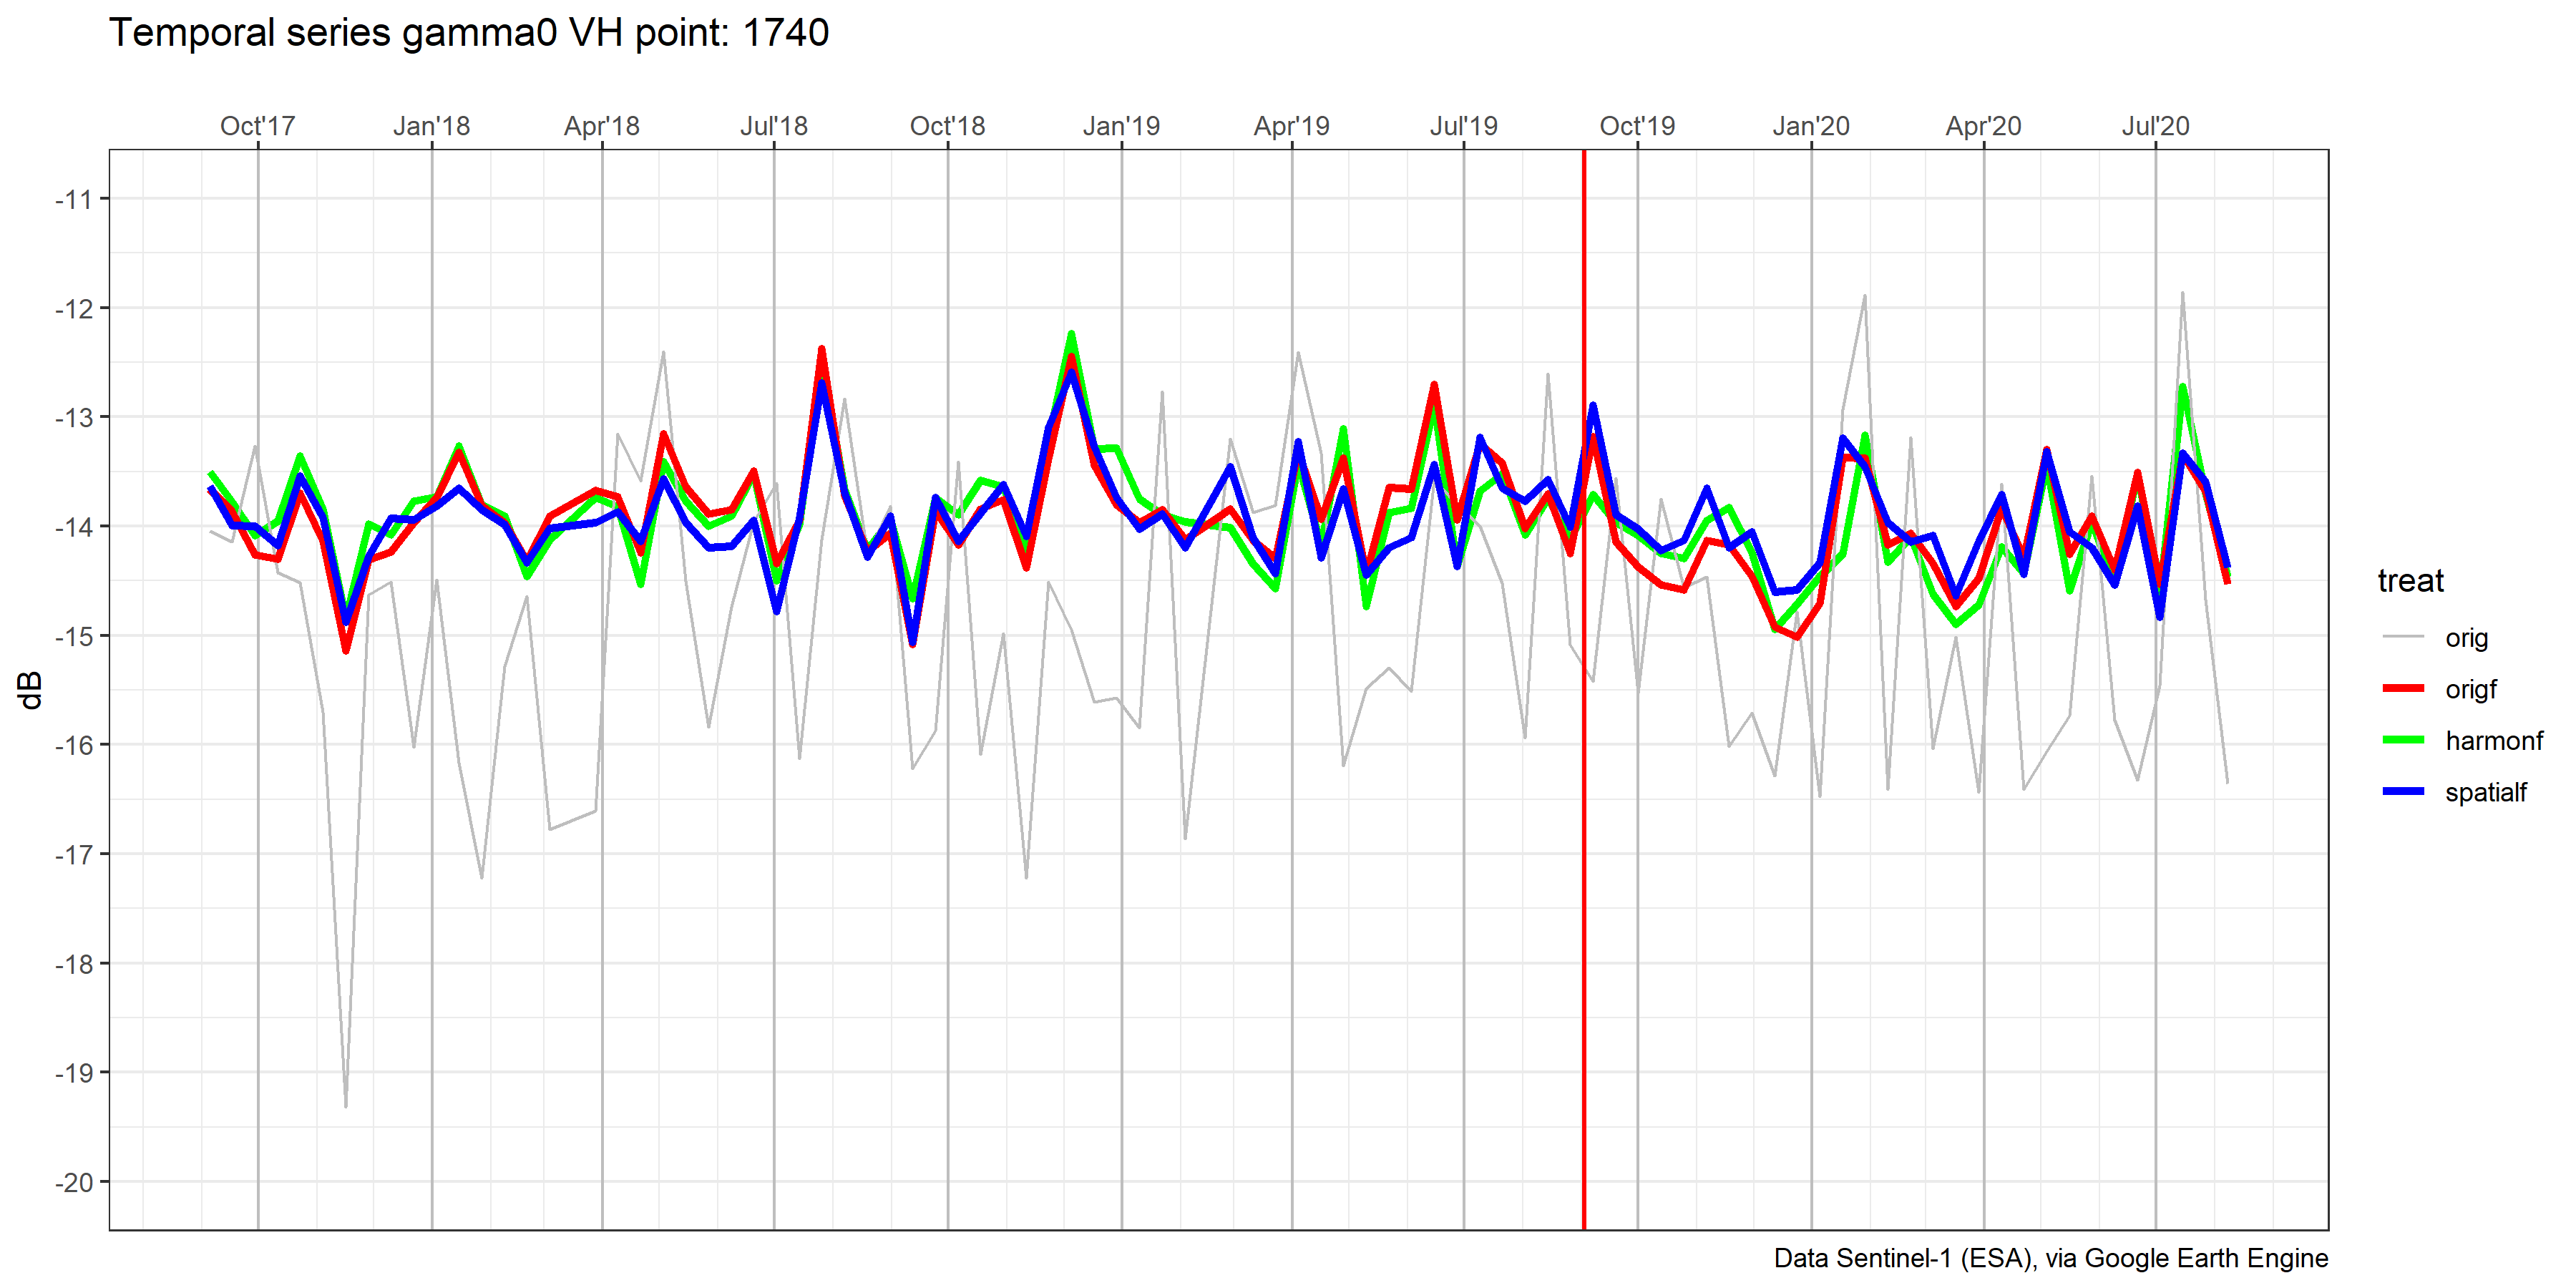 Temporal series gamma0 VH point: 1740
Oct'17 Jan'18 Apr'18 Jul'18 Oct'18 Jan'19 Apr'19 Jul'19 Oct'19 Jan'20 Apr'20 Jul'20
-11
-12
-13
-14
-15
-16
-17
-18
-19
-20
dB
treat
orig
origf
harmonf
spatialf
Data Sentinel-1 (ESA), via Google Earth Engine